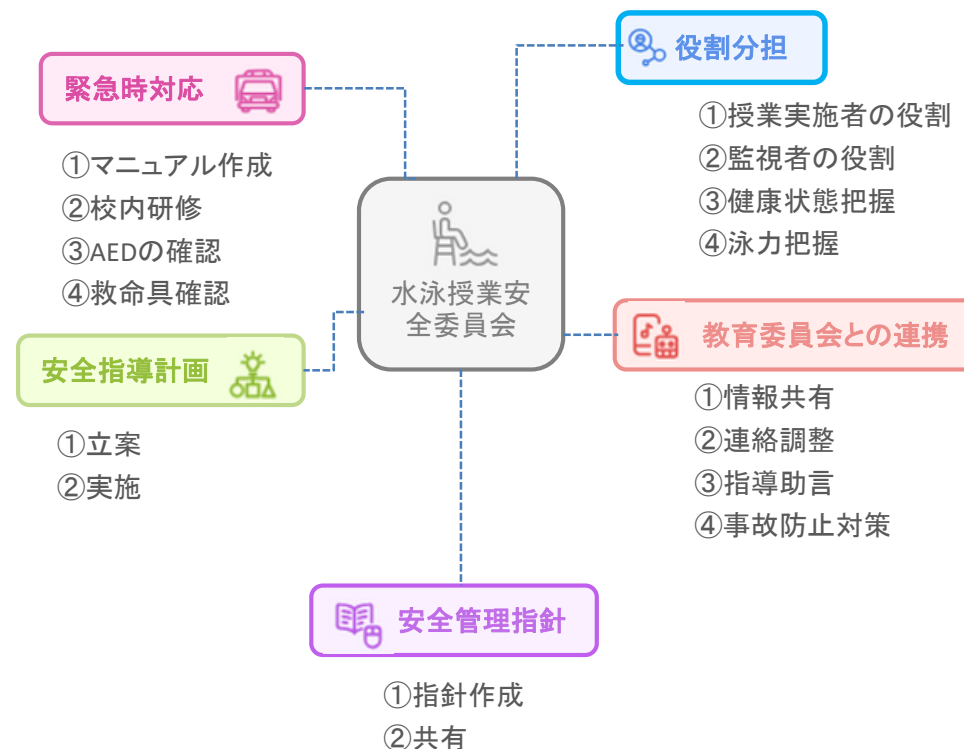 緊急時対応
①マニュアル作成
②校内研修
③AEDの確認
④救命具確認
役割分担
①授業実施者の役割
②監視者の役割
③健康状態把握
④泳力把握
水泳授業安
全委員会
安全指導計画
①立案
②実施
教育委員会との連携
①情報共有
②連絡調整
③指導助言
④事故防止対策
安全管理指針
①指針作成
②共有